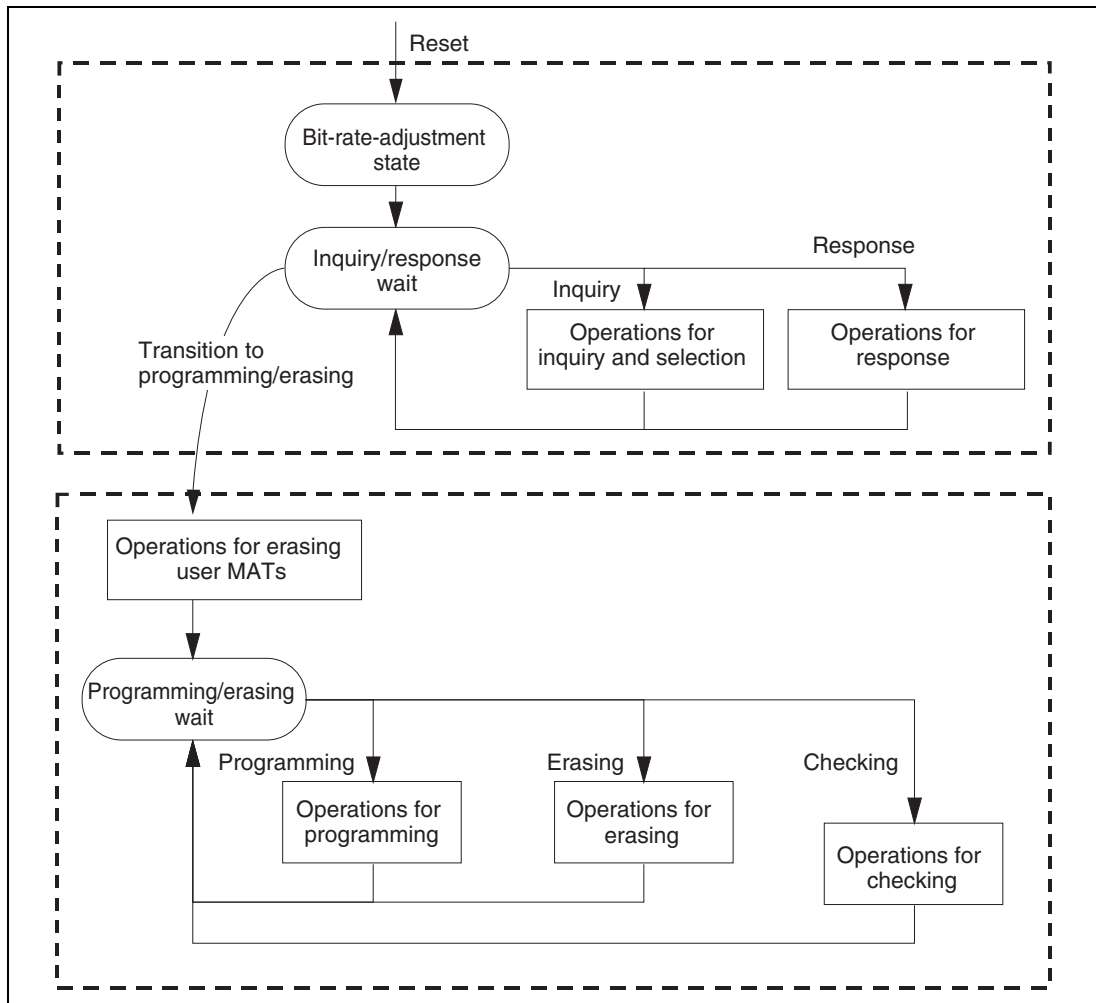 Reset
Bit-rate-adjustment
state
Inquiry/response
wait
Response
Inquiry
Operations for
inquiry and selection
Operations for
response
Transition to
programming/erasing
Operations for erasing
user MATs
Programming/erasing
wait
Programming
Erasing
Checking
Operations for
programming
Operations for
erasing
Operations for
checking